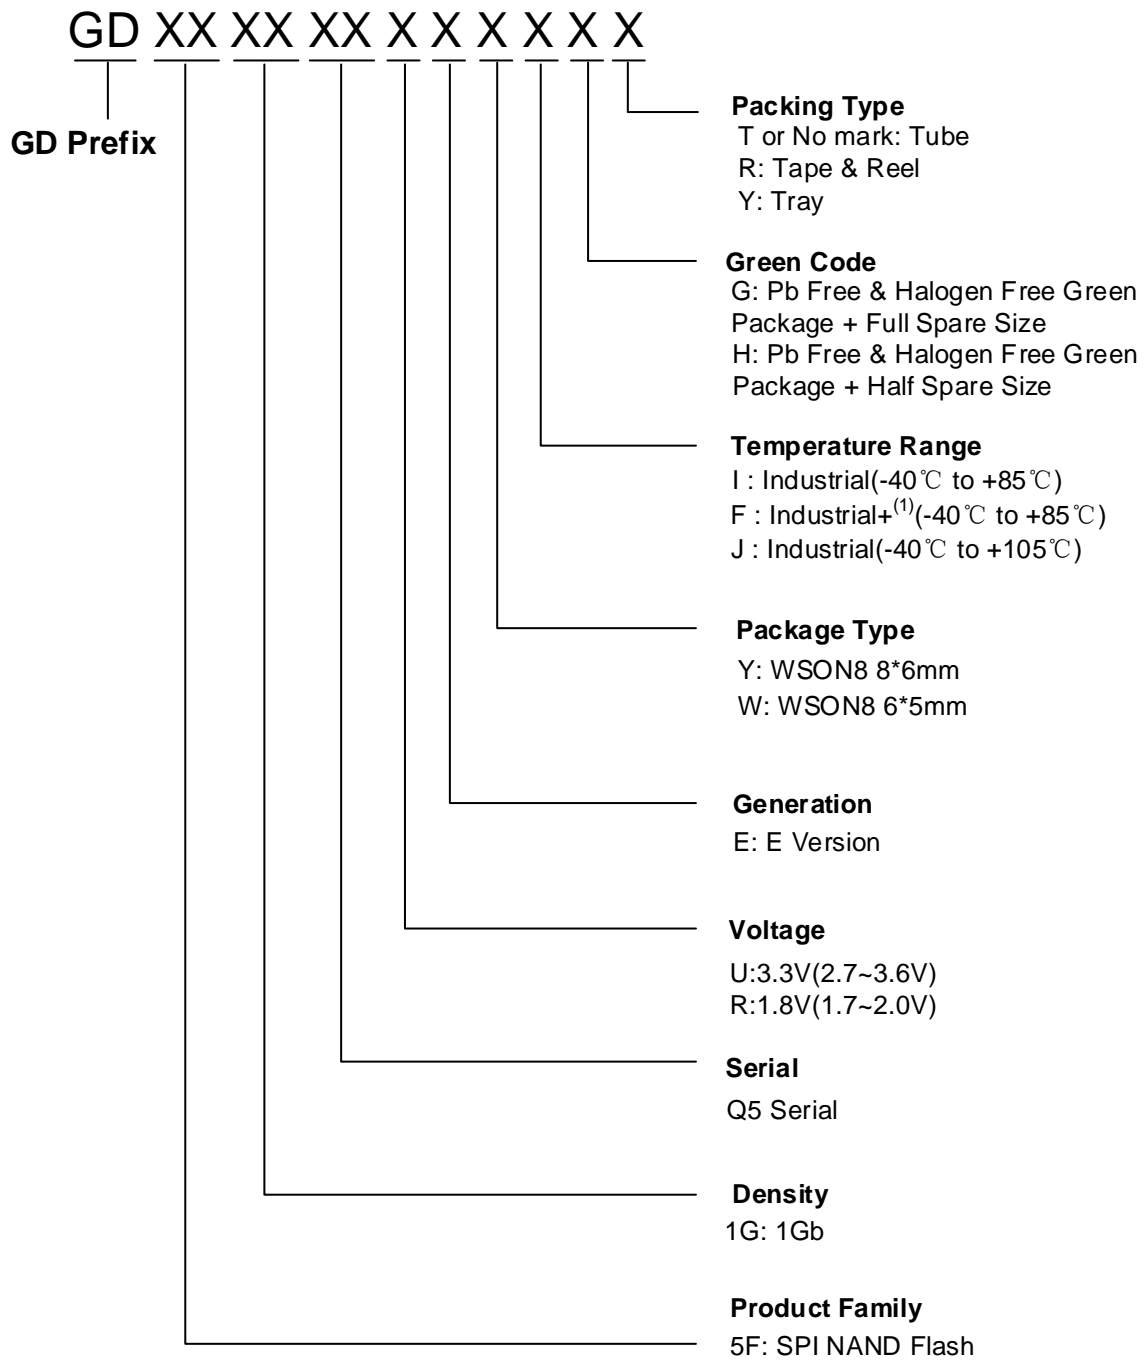 GD XX XX XX X X X X X X
GD Prefix
Packing Type
T or No mark: Tube
R: Tape & Reel
Y: Tray
Green Code
G: Pb Free & Halogen Free Green
Package + Full Spare Size
H: Pb Free & Halogen Free Green
Package + Half Spare Size
Temperature Range
I : Industrial(-40℃ to +85℃)
F : Industrial+(1)(-40℃ to +85℃)
J : Industrial(-40℃ to +105℃)
Package Type
Y: WSON8 8*6mm
W: WSON8 6*5mm
Generation
E: E Version
Voltage
U:3.3V(2.7~3.6V)
R:1.8V(1.7~2.0V)
Serial
Q5 Serial
Density
1G: 1Gb
Product Family
5F: SPI NAND Flash